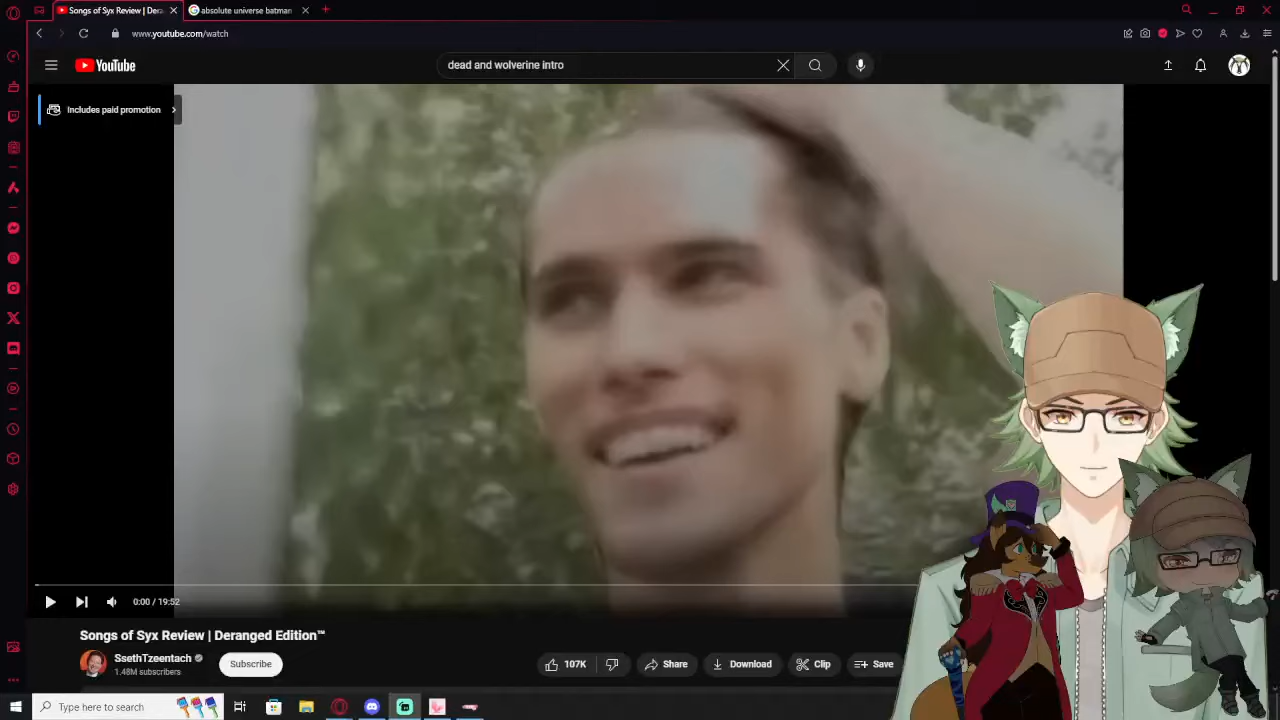 Songs of Syx Review | Dera
absolute universe batman
www.youtube.com/watch
YouTube
dead and wolverine intro
Includes paid promotion
0:00 / 19:52
Songs of Syx Review | Deranged Edition™
SsethTzeentach
1.48M subscribers
Subscribe
107K
Share
Download
Clip
Save
Type here to search